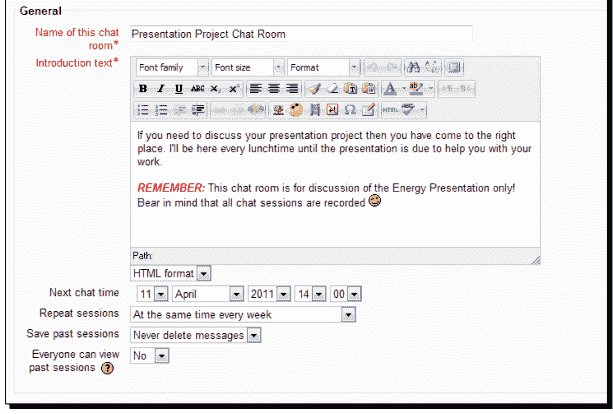 General
Name of this chat room*
Presentation Project Chat Room
Introduction text*
Font family Font size Format
B I U ABC X, X²
A ab
HTML
If you need to discuss your presentation project then you have come to the right
place. I'll be here every lunchtime until the presentation is due to help you with your
work.
REMEMBER: This chat room is for discussion of the Energy Presentation only!
Bear in mind that all chat sessions are recorded
Path:
HTML format
Next chat time 11 April 2011 14 00
Repeat sessions At the same time every week
Save past sessions Never delete messages
Everyone can view past sessions No